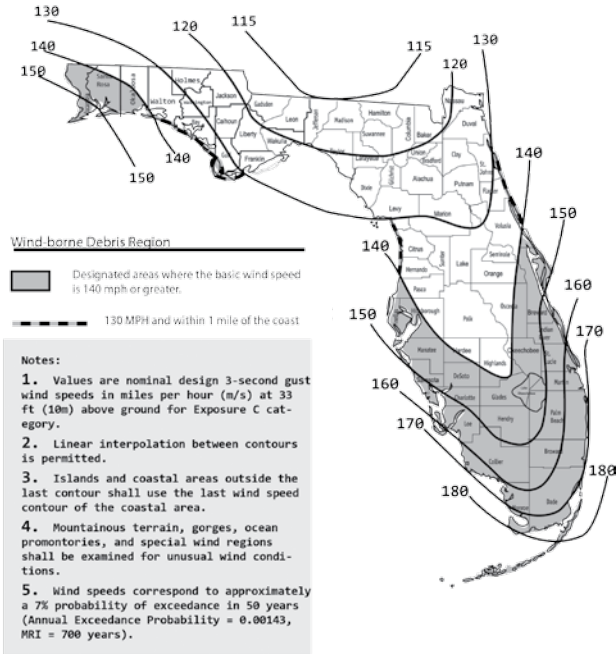 130
120
115
115
130
120
140
150
150
140
140
150
160
170
140
150
160
170
180
180
Holmes
Jackson
Walton
Washington
Calhoun
Gadsden
Leon
Liberty
Wakulla
Franklin
Jefferson
Madison
Hamilton
Suwannee
Columbia
Baker
Nassau
Duval
Lafayette
Union
Bradford
Clay
Dixie
Alachua
Putnam
Flagler
Levy
Marion
Volusia
Citrus
Sumter
Lake
Seminole
Hernando
Orange
Pasco
Polk
Osceola
Brevard
Manatee
Highlands
Okeechobee
DeSoto
Charlotte
Glades
Martin
Lee
Hendry
Palm
Beach
Collier
Broward
Dade
Wind-borne Debris Region
Designated areas where the basic wind speed
is 140 mph or greater.
130 MPH and within 1 mile of the coast
Notes:
1. Values are nominal design 3-second gust
wind speeds in miles per hour (m/s) at 33
ft (10m) above ground for Exposure C cat-
egory.
2. Linear interpolation between contours
is permitted.
3. Islands and coastal areas outside the
last contour shall use the last wind speed
contour of the coastal area.
4. Mountainous terrain, gorges, ocean
promontories, and special wind regions
shall be examined for unusual wind condi-
tions.
5. Wind speeds correspond to approximately
a 7% probability of exceedance in 50 years
(Annual Exceedance Probability = 0.00143,
MRI = 700 years).